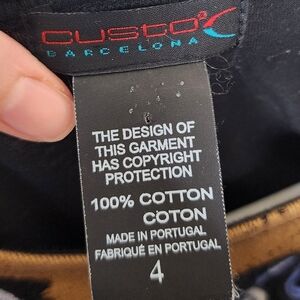 CUSTO
BARCELONA
THE DESIGN OF
THIS GARMENT
HAS COPYRIGHT
PROTECTION
100% COTTON
COTON
MADE IN PORTUGAL
FABRIQUÉ EN PORTUGAL
4